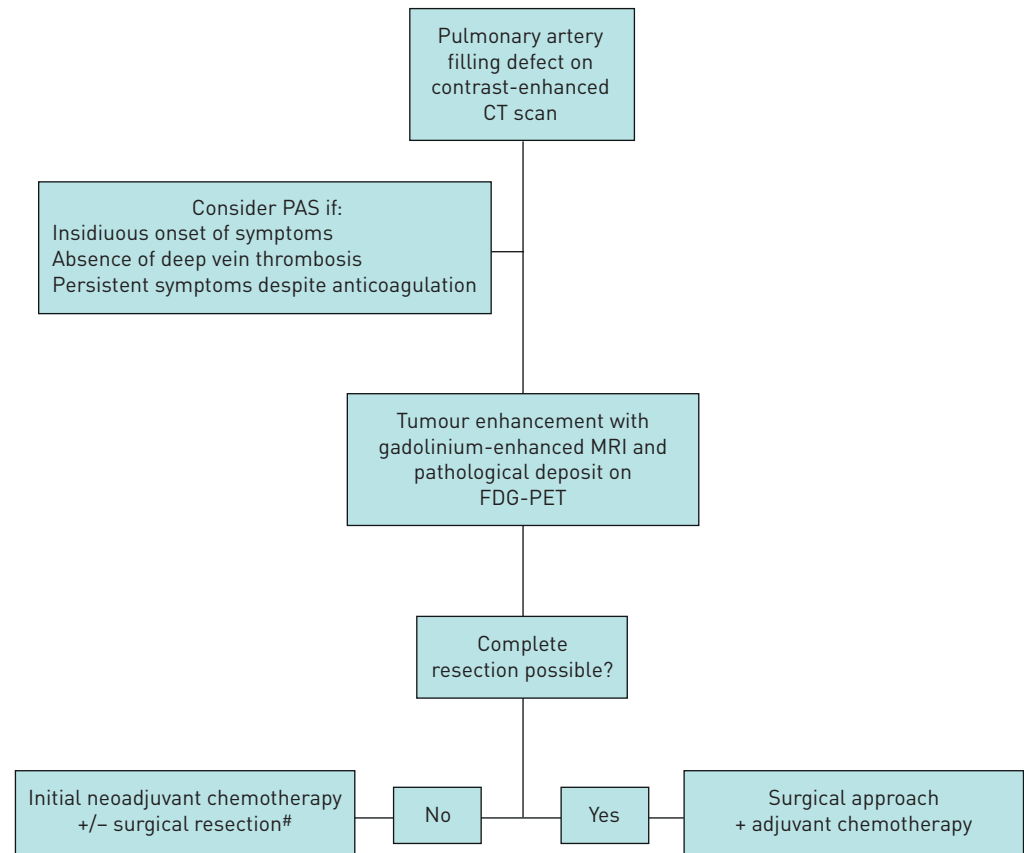 Pulmonary artery
filling defect on
contrast-enhanced
CT scan
Consider PAS if:
Insidiuous onset of symptoms
Absence of deep vein thrombosis
Persistent symptoms despite anticoagulation
Tumour enhancement with
gadolinium-enhanced MRI and
pathological deposit on
FDG-PET
Complete
resection possible?
Initial neoadjuvant chemotherapy
+/– surgical resection#
No
Yes
Surgical approach
+ adjuvant chemotherapy